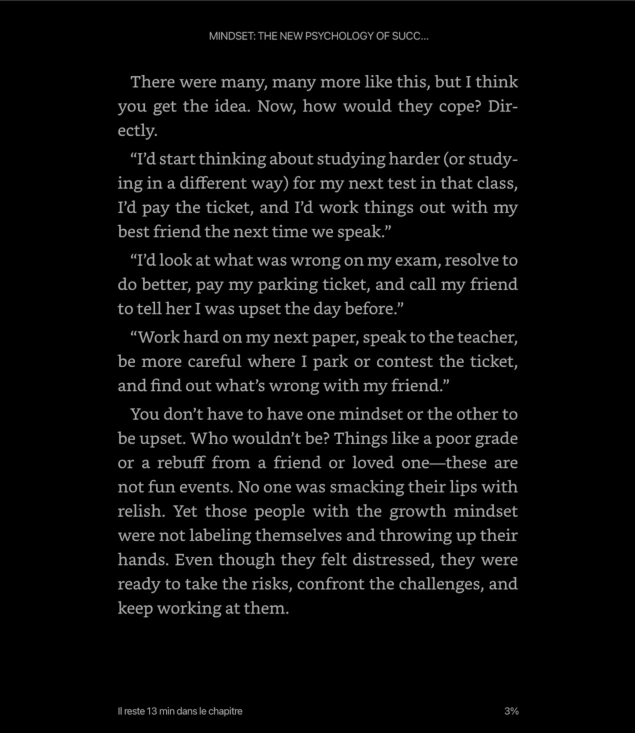 MINDSET: THE NEW PSYCHOLOGY OF SUCC...
There were many, many more like this, but I think
you get the idea. Now, how would they cope? Dir-
ectly.
“I’d start thinking about studying harder (or study-
ing in a different way) for my next test in that class,
I’d pay the ticket, and I’d work things out with my
best friend the next time we speak.”
“I’d look at what was wrong on my exam, resolve to
do better, pay my parking ticket, and call my friend
to tell her I was upset the day before.”
“Work hard on my next paper, speak to the teacher,
be more careful where I park or contest the ticket,
and find out what’s wrong with my friend.”
You don’t have to have one mindset or the other to
be upset. Who wouldn’t be? Things like a poor grade
or a rebuff from a friend or loved one—these are
not fun events. No one was smacking their lips with
relish. Yet those people with the growth mindset
were not labeling themselves and throwing up their
hands. Even though they felt distressed, they were
ready to take the risks, confront the challenges, and
keep working at them.
Il reste 13 min dans le chapitre
3%